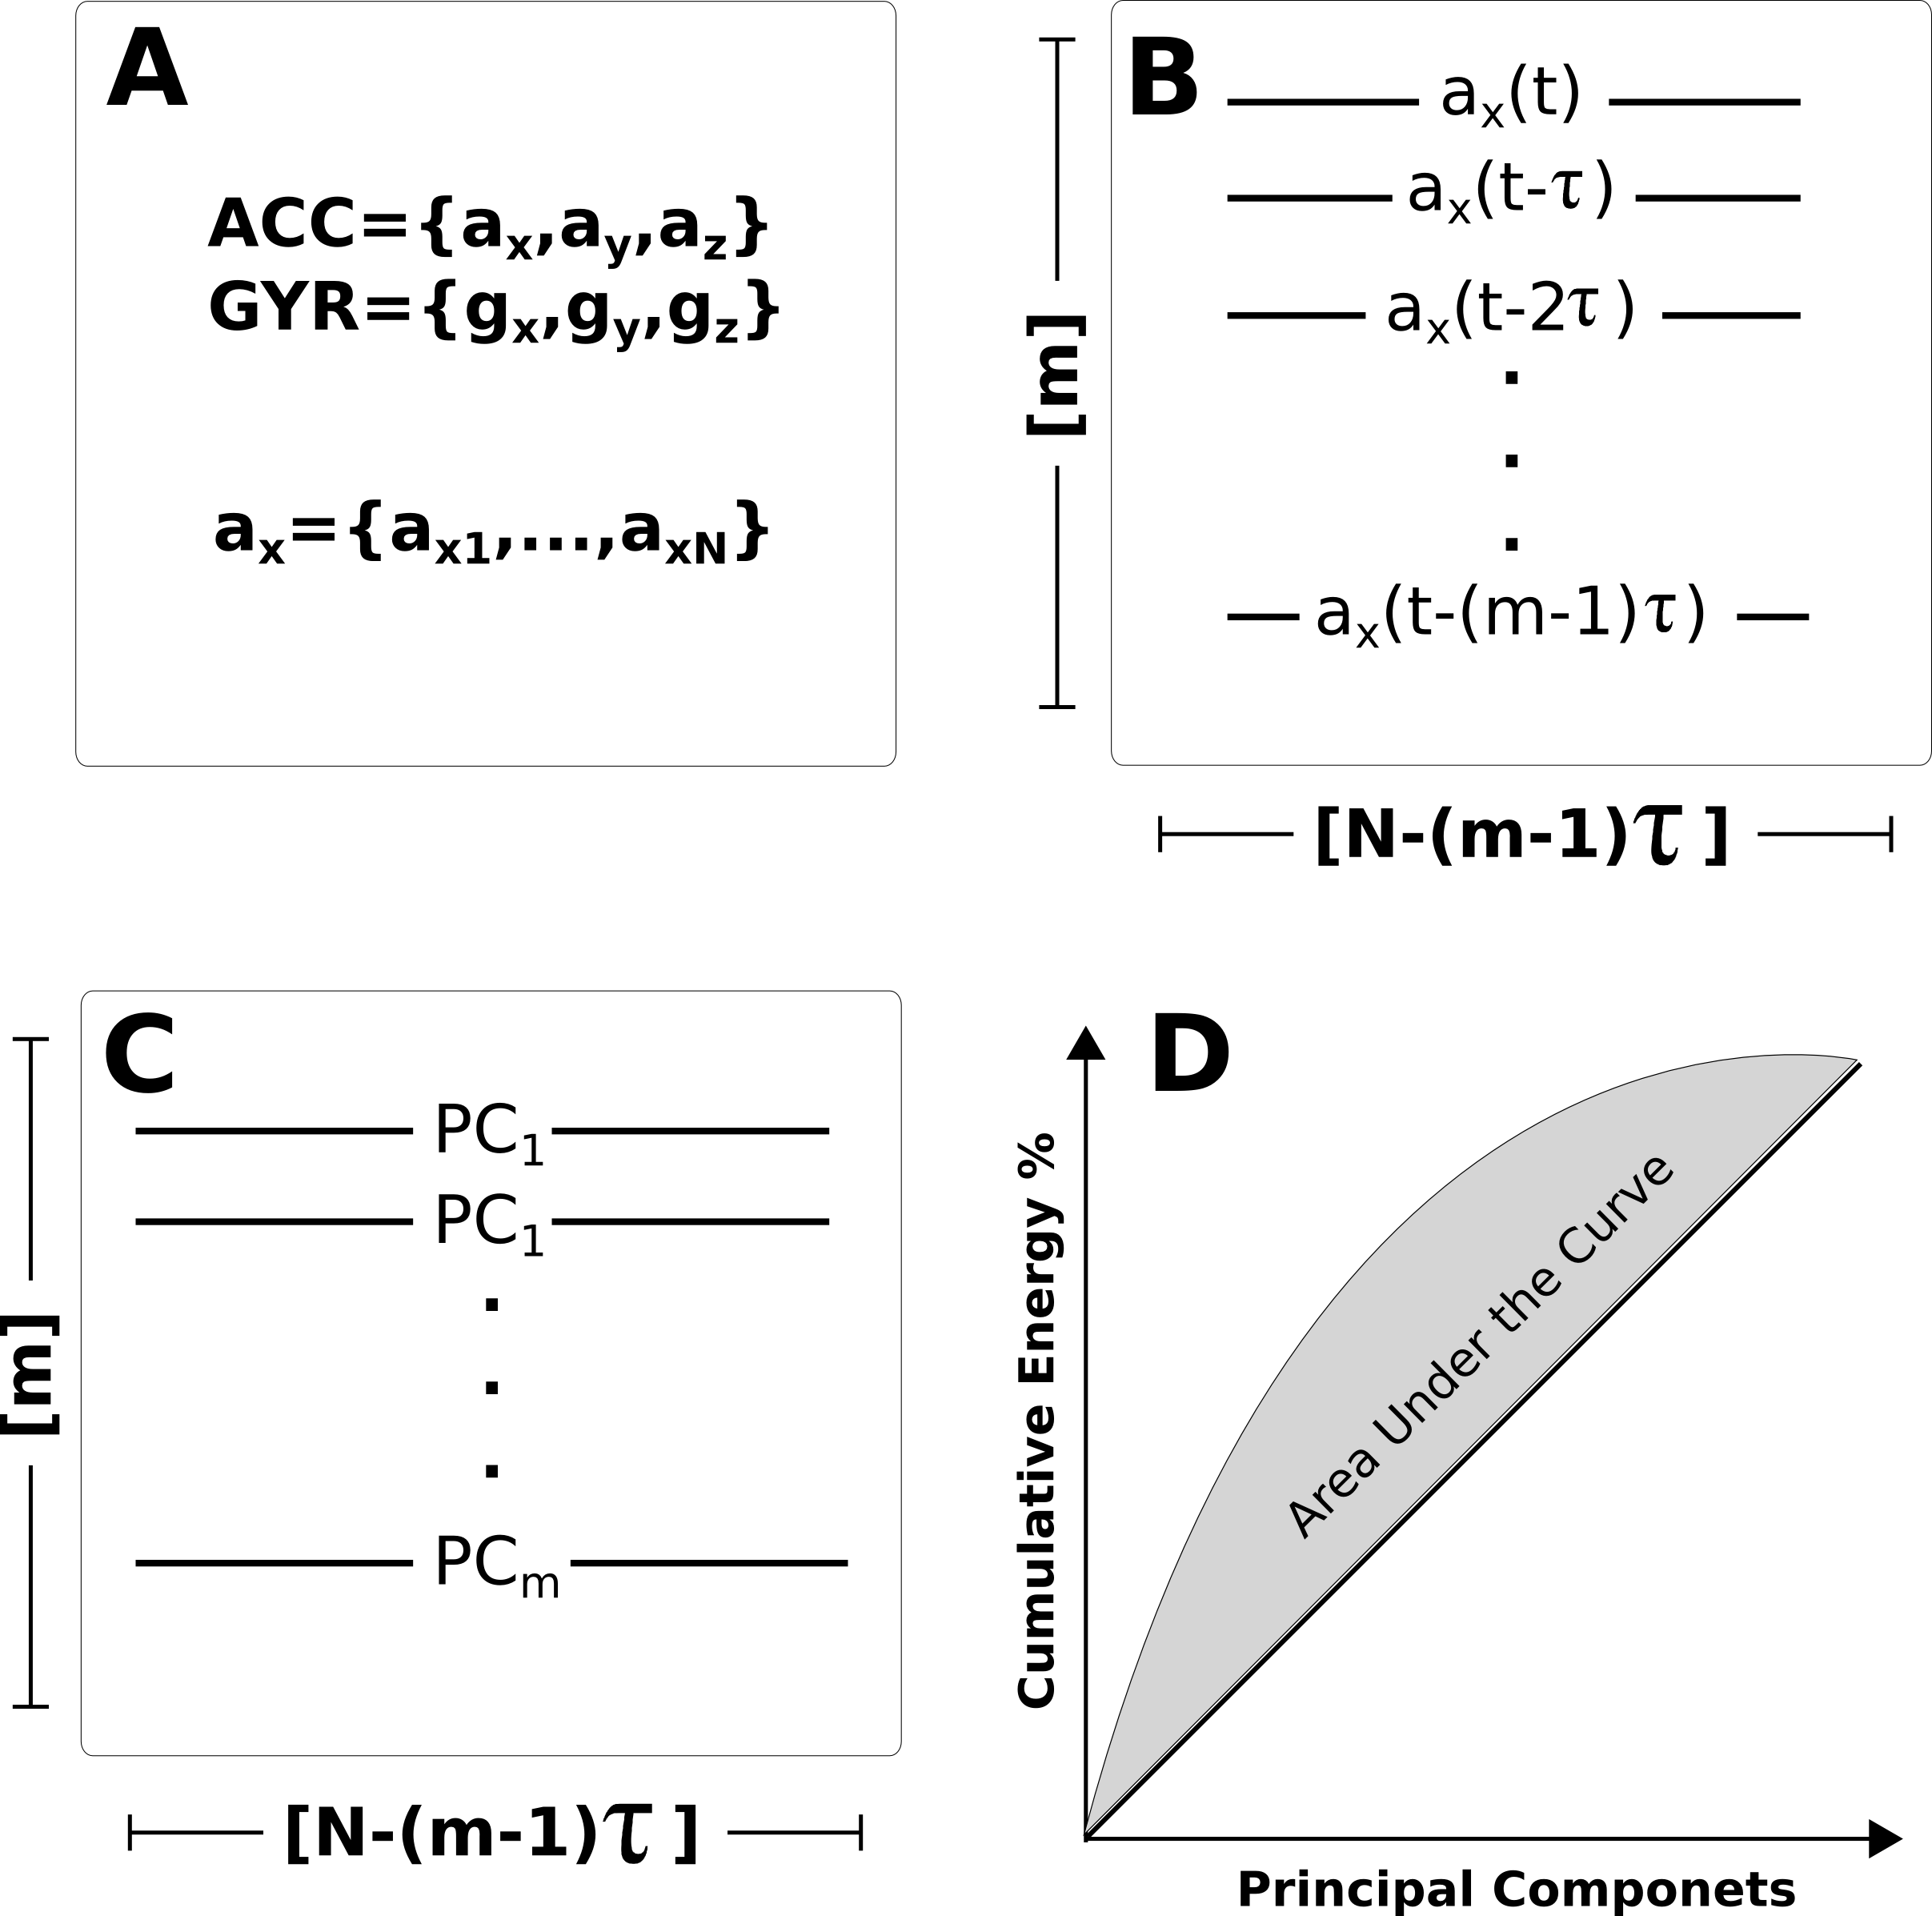 A
ACC={ax,ay,az}
GYR={gx,gy,gz}
ax={ax1,...,axN}
B
[m]
ax(t)
ax(t-τ)
ax(t-2τ)
.
.
.
ax(t-(m-1)τ)
[N-(m-1)τ ]
C
[m]
PC1
PC1
.
.
.
PCm
[N-(m-1)τ ]
D
Cumulative Energy %
Area Under the Curve
Principal Componets